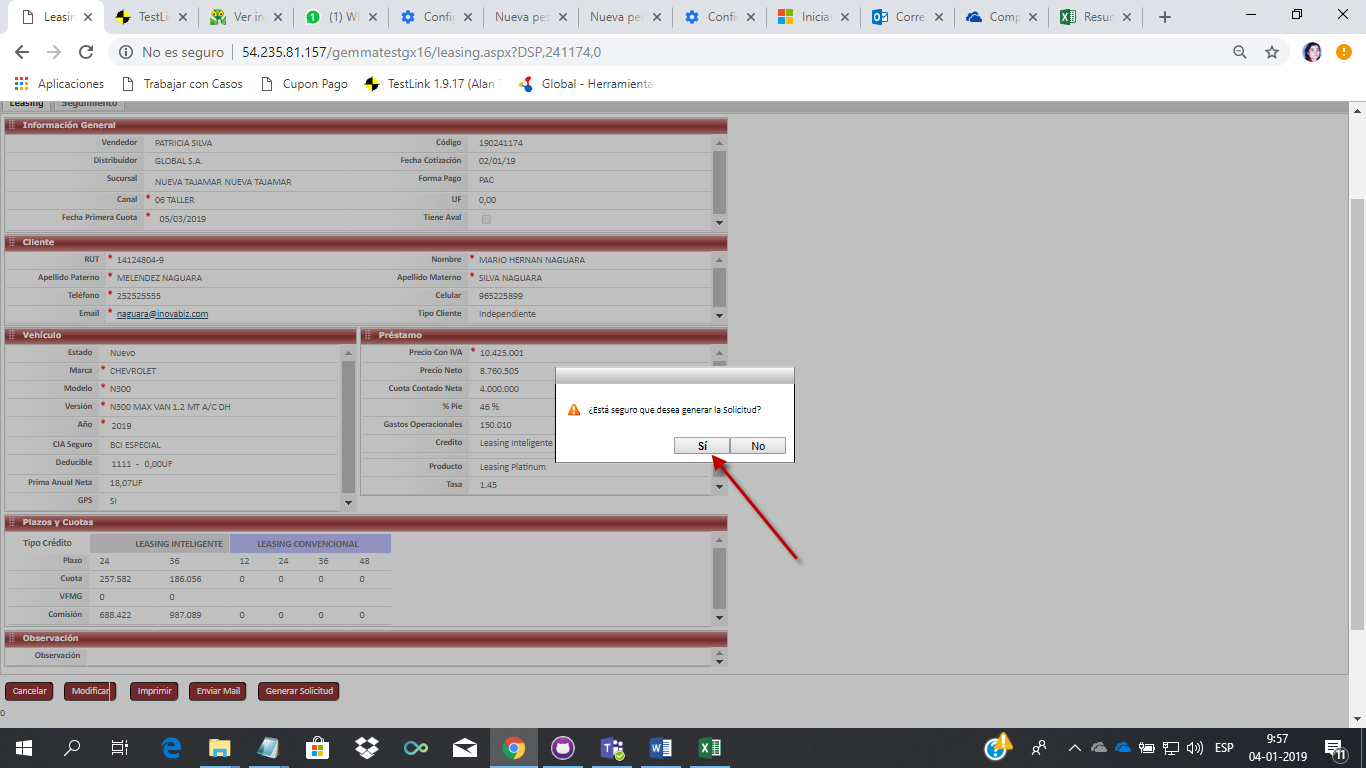 Leasin TestLink Ver in (1) W Config Nueva pes Nueva pes Config Iniciar Corre Comp Resun
No es seguro 54.235.81.157/gemmatestgx16/leasing.aspx?DSP,241174,0
Aplicaciones Trabajar con Casos Cupon Pago TestLink 1.9.17 (Alan Global - Herramienta
Leasing Seguimiento
Información General
Vendedor PATRICIA SILVA Código 190241174
Distribuidor GLOBAL S.A. Fecha Cotización 02/01/19
Sucursal NUEVA TAJAMAR NUEVA TAJAMAR Forma Pago PAC
Canal * 06 TALLER UF 0,00
Fecha Primera Cuota * 05/03/2019 Tiene Aval
Cliente
RUT * 14124804-9 Nombre * MARIO HERNAN NAGUARA
Apellido Paterno * MELENDEZ NAGUARA Apellido Materno * SILVA NAGUARA
Teléfono * 252525555 Celular 965225899
Email * naguara@inovabiz.com Tipo Cliente Independiente
Vehículo
Estado Nuevo
Marca * CHEVROLET
Modelo * N300
Versión * N300 MAX VAN 1.2 MT A/C DH
Año * 2019
CIA Seguro BCI ESPECIAL
Deducible 1111 - 0,00UF
Prima Anual Neta 18,07UF
GPS SI
Préstamo
Precio Con IVA * 10.425.001
Precio Neto 8.760.505
Cuota Contado Neta 4.000.000
% Pie 46 %
Gastos Operacionales 150.010
Credito Leasing Inteligente
Producto Leasing Platinum
Tasa 1.45
¿Está seguro que desea generar la Solicitud?
Sí No
Plazos y Cuotas
Tipo Crédito LEASING INTELIGENTE LEASING CONVENCIONAL
Plazo 24 36 12 24 36 48
Cuota 257.582 186.056 0 0 0 0
VFMG 0 0
Comisión 688.422 987.089 0 0 0 0
Observación
Observación
Cancelar Modificar Imprimir Enviar Mail Generar Solicitud
0
ESP 9:57
04-01-2019 11